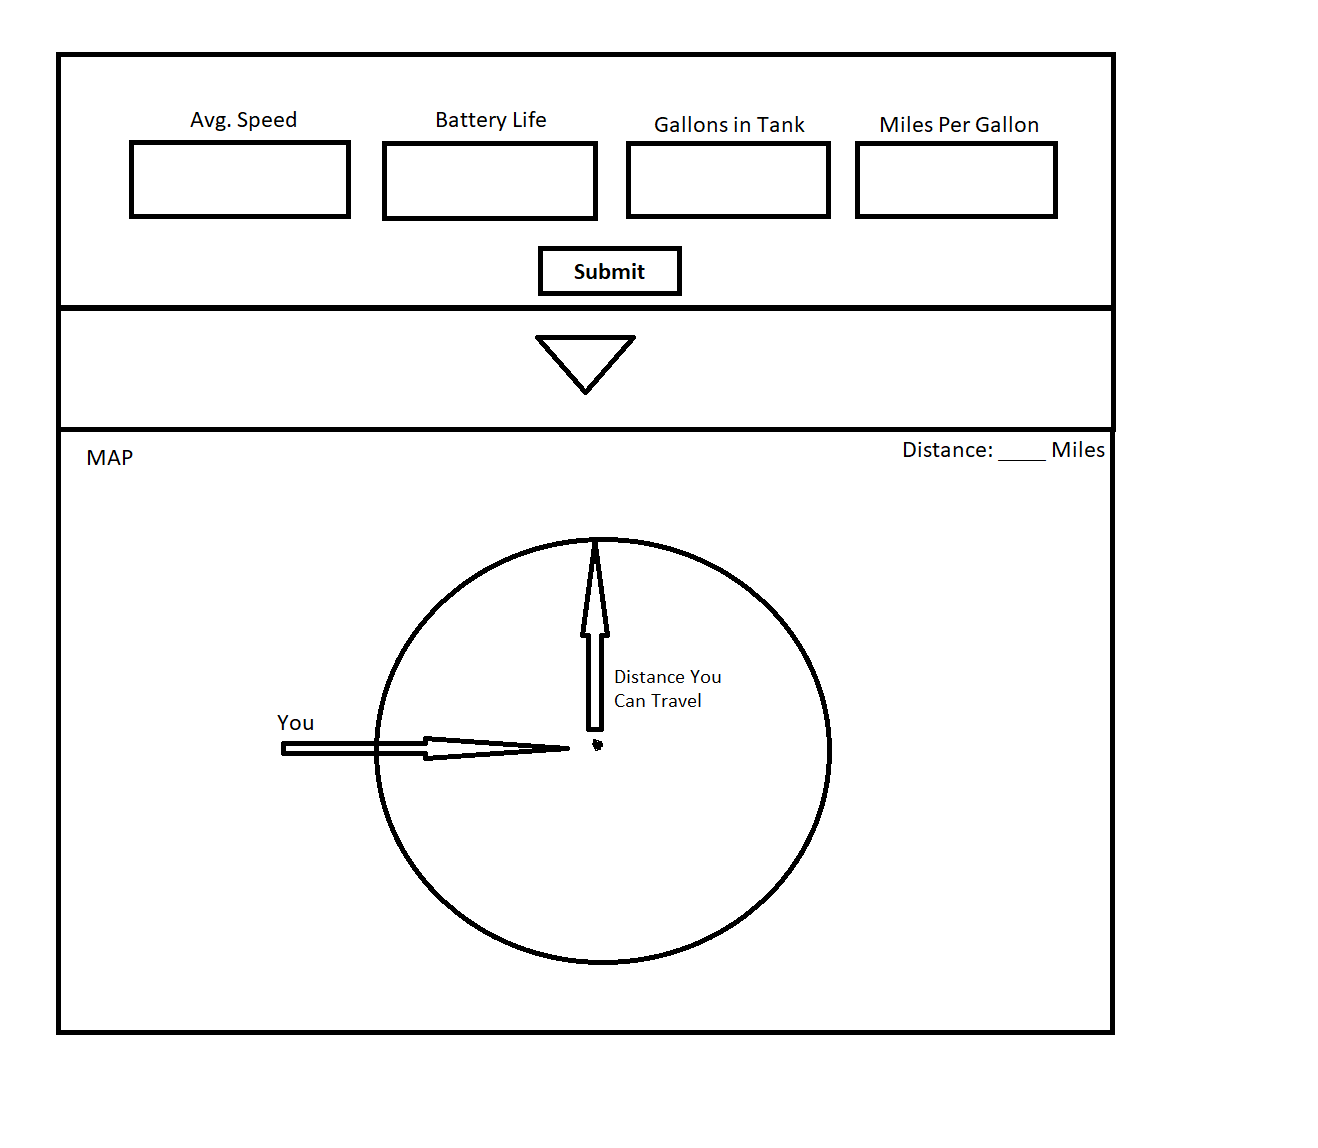 Avg. Speed
Battery Life
Gallons in Tank
Miles Per Gallon
Submit
MAP
Distance: ____ Miles
Distance You
Can Travel
You